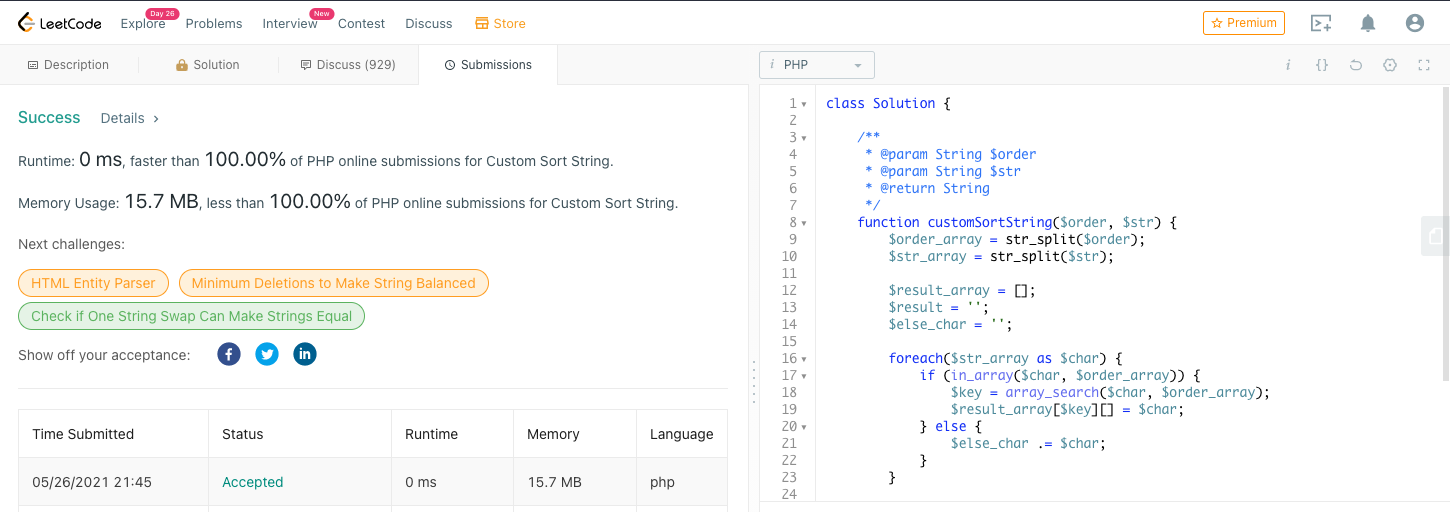 LeetCode Explore Day 26 Problems Interview New Contest Discuss Store Premium
Description Solution Discuss (929) Submissions
Success Details >
Runtime: 0 ms, faster than 100.00% of PHP online submissions for Custom Sort String.
Memory Usage: 15.7 MB, less than 100.00% of PHP online submissions for Custom Sort String.
Next challenges:
HTML Entity Parser Minimum Deletions to Make String Balanced
Check if One String Swap Can Make Strings Equal
Show off your acceptance:
Time Submitted Status Runtime Memory Language
05/26/2021 21:45 Accepted 0 ms 15.7 MB php
i PHP
1 class Solution {
2
3     /**
4      * @param String $order
5      * @param String $str
6      * @return String
7      */
8     function customSortString($order, $str) {
9         $order_array = str_split($order);
10         $str_array = str_split($str);
11
12         $result_array = [];
13         $result = '';
14         $else_char = '';
15
16         foreach($str_array as $char) {
17             if (in_array($char, $order_array)) {
18                 $key = array_search($char, $order_array);
19                 $result_array[$key][] = $char;
20             } else {
21                 $else_char .= $char;
22             }
23         }
24